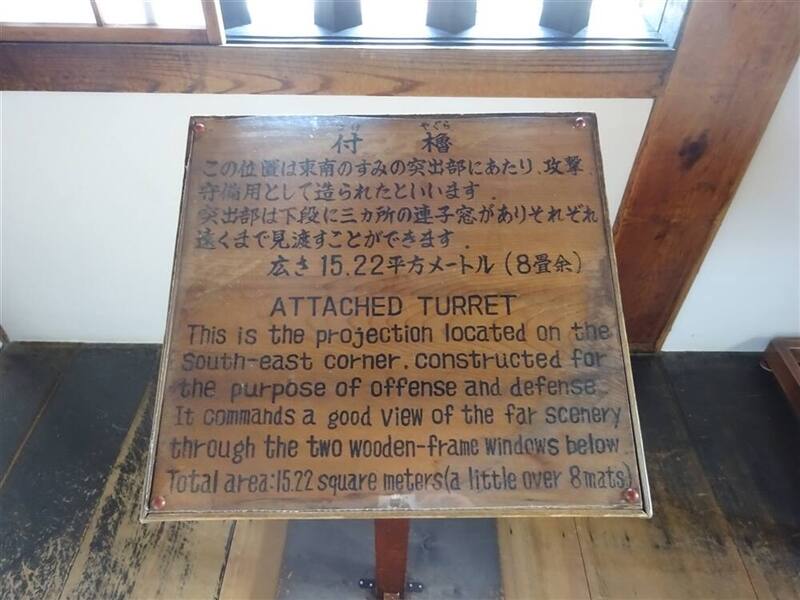 つけ やぐら
付 櫓
この位置は東南のすみの突出部にあたり、攻撃、
守備用として造られたといいます．
突出部は下段に三カ所の連子窓がありそれぞれ
遠くまで見渡すことができます．
広さ 15.22平方メートル（8畳余）
ATTACHED TURRET
This is the projection located on the
South-east corner. constructed for
the purpose of offense and defense
It commands a good view of the far scenery
through the two wooden-frame windows below
Total area:15.22 square meters(a little over 8 mats)